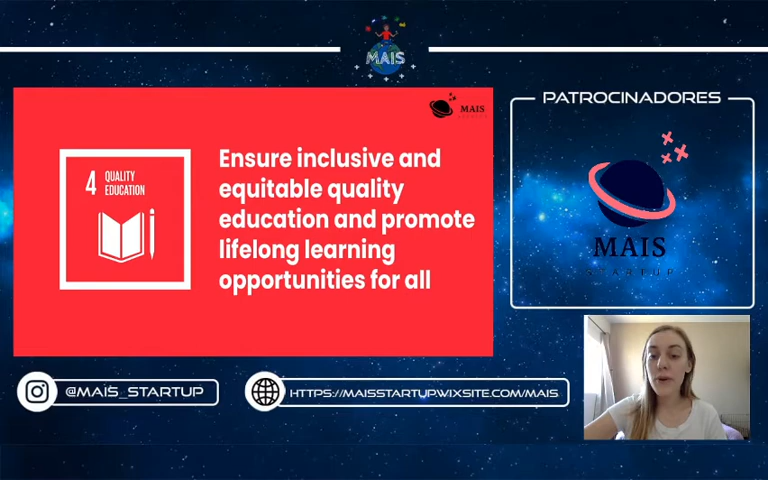 MAIS
PATROCINADORES
MAIS
4 QUALITY
EDUCATION
Ensure inclusive and
equitable quality
education and promote
lifelong learning
opportunities for all
MAIS
STARTUP
@MAIS_STARTUP
HTTPS://MAISSTARTUP.WIXSITE.COM/MAIS